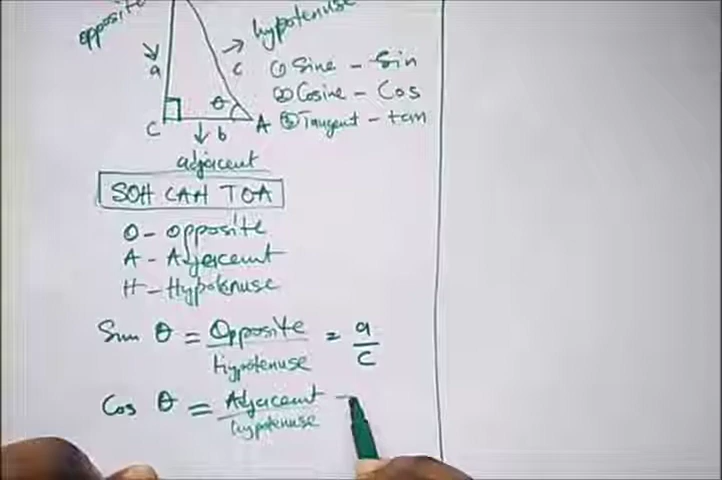 opposite
hypotenuse
a
c
① Sine - Sin
② Cosine - Cos
θ
C
b
A
③ Tangent - tan
adjacent
SOH CAH TOA
O - Opposite
A - Adjacent
H - Hypotenuse
Sin θ = Opposite / Hypotenuse = a / c
Cos θ = Adjacent / hypotenuse